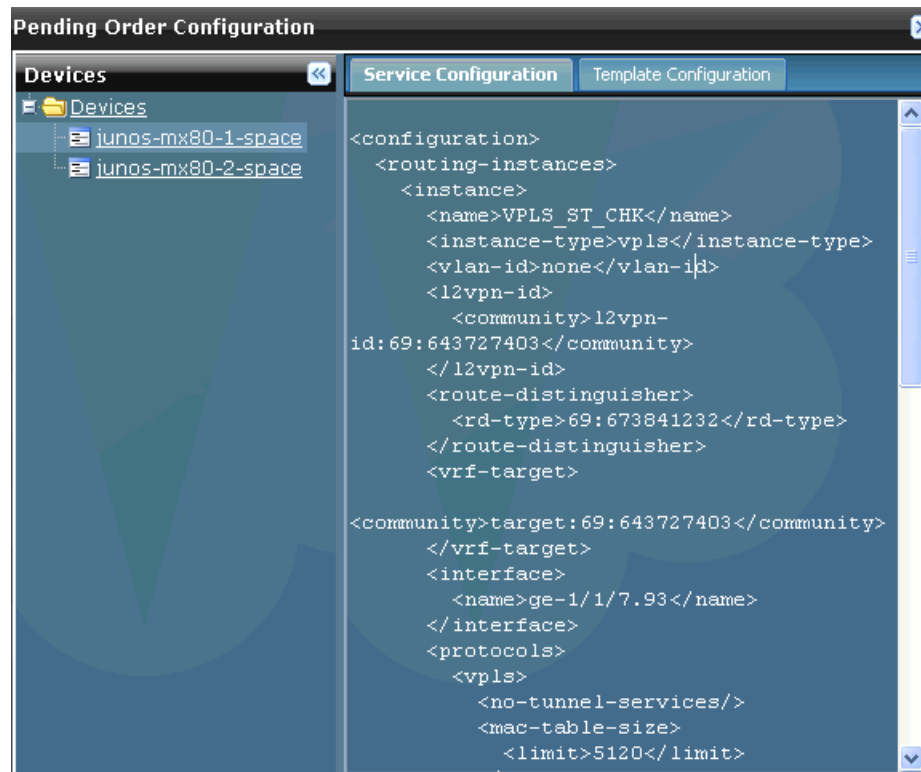 Pending Order Configuration
Devices
Service Configuration
Template Configuration
Devices
junos-mx80-1-space
junos-mx80-2-space
<configuration>
<routing-instances>
<instance>
<name>VPLS_ST_CHK</name>
<instance-type>vpls</instance-type>
<vlan-id>none</vlan-id>
<l2vpn-id>
<community>l2vpn-
id:69:643727403</community>
</l2vpn-id>
<route-distinguisher>
<rd-type>69:673841232</rd-type>
</route-distinguisher>
<vrf-target>
<community>target:69:643727403</community>
</vrf-target>
<interface>
<name>ge-1/1/7.93</name>
</interface>
<protocols>
<vpls>
<no-tunnel-services/>
<mac-table-size>
<limit>5120</limit>